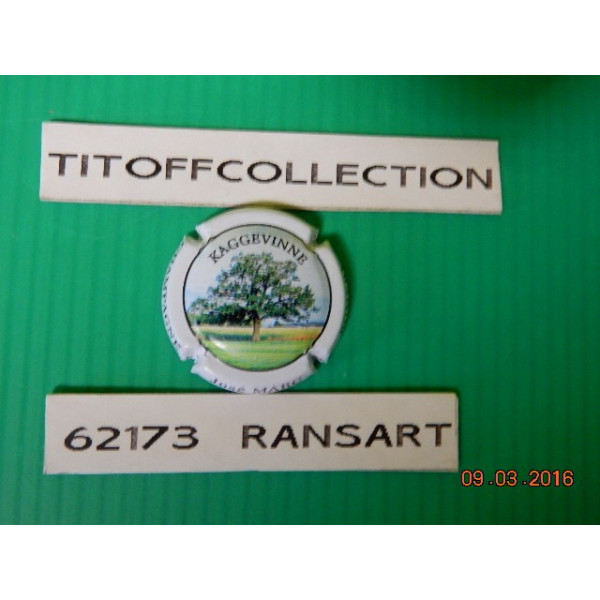 TITOFFCOLLECTION
KAGGEVINNE
62173 RANSART
09.03.2016